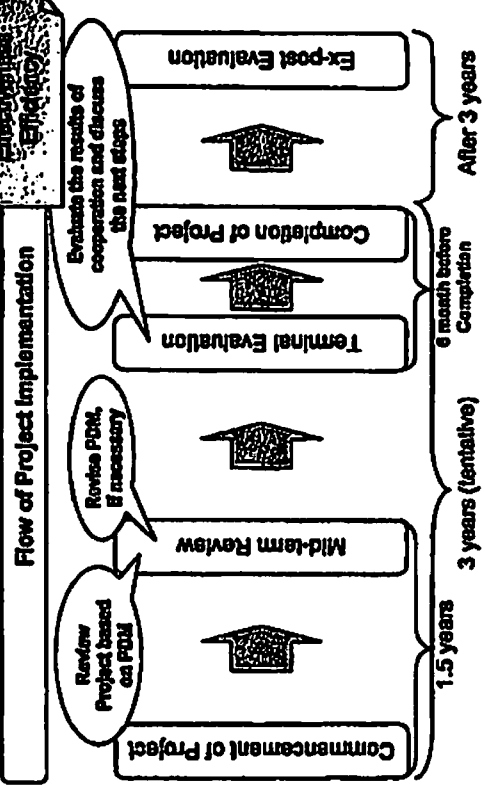 Flow of Project Implementation
Efficiency
Review
Project based
on PDM
Revise PDM,
if necessary
Evaluate the results of
cooperation and discuss
the next steps
Commencement of Project
Mid-term Review
Terminal Evaluation
Completion of Project
Ex-post Evaluation
1.5 years
6 month before
Completion
3 years (tentative)
After 3 years